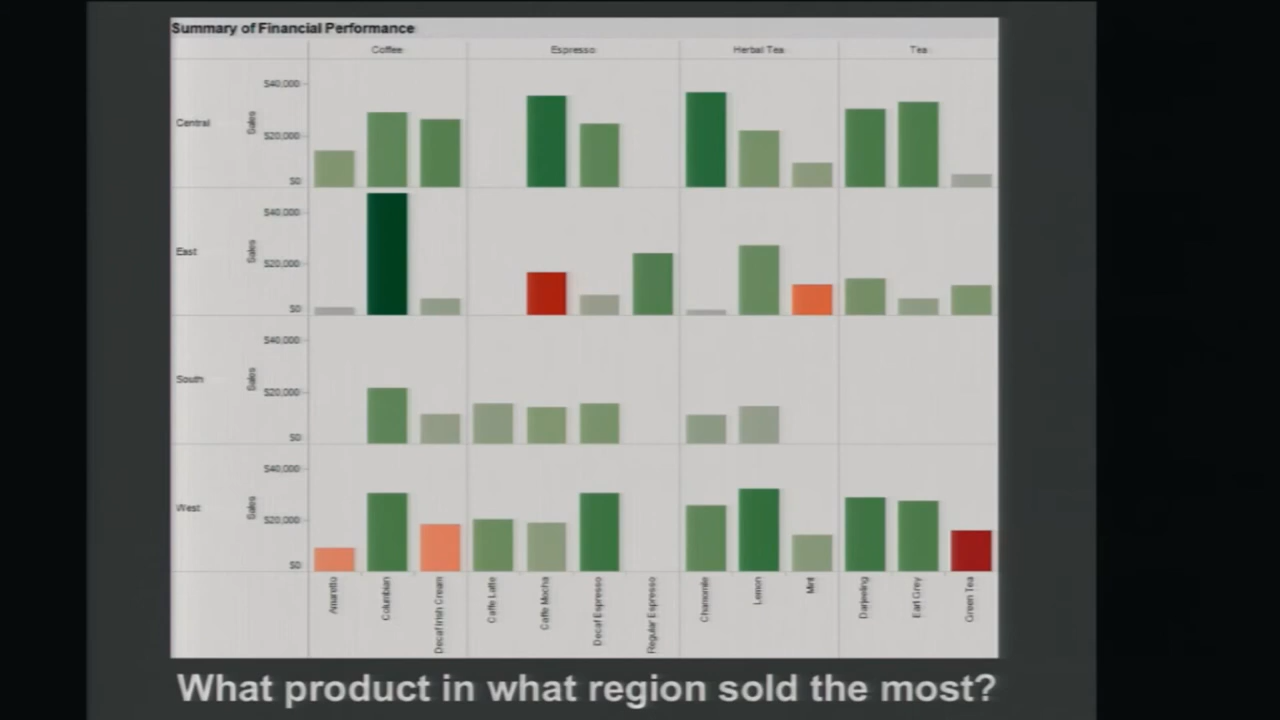 Summary of Financial Performance
Coffee Espresso Herbal Tea Tea
$40,000
Central
Sales
$20,000
$0
$40,000
East
Sales
$20,000
$0
$40,000
South
Sales
$20,000
$0
$40,000
West
Sales
$20,000
$0
Amaretto
Columbian
Decaf Irish Cream
Caffe Latte
Caffe Mocha
Decaf Espresso
Regular Espresso
Chamomile
Lemon
Mint
Darjeeling
Earl Grey
Green Tea
What product in what region sold the most?